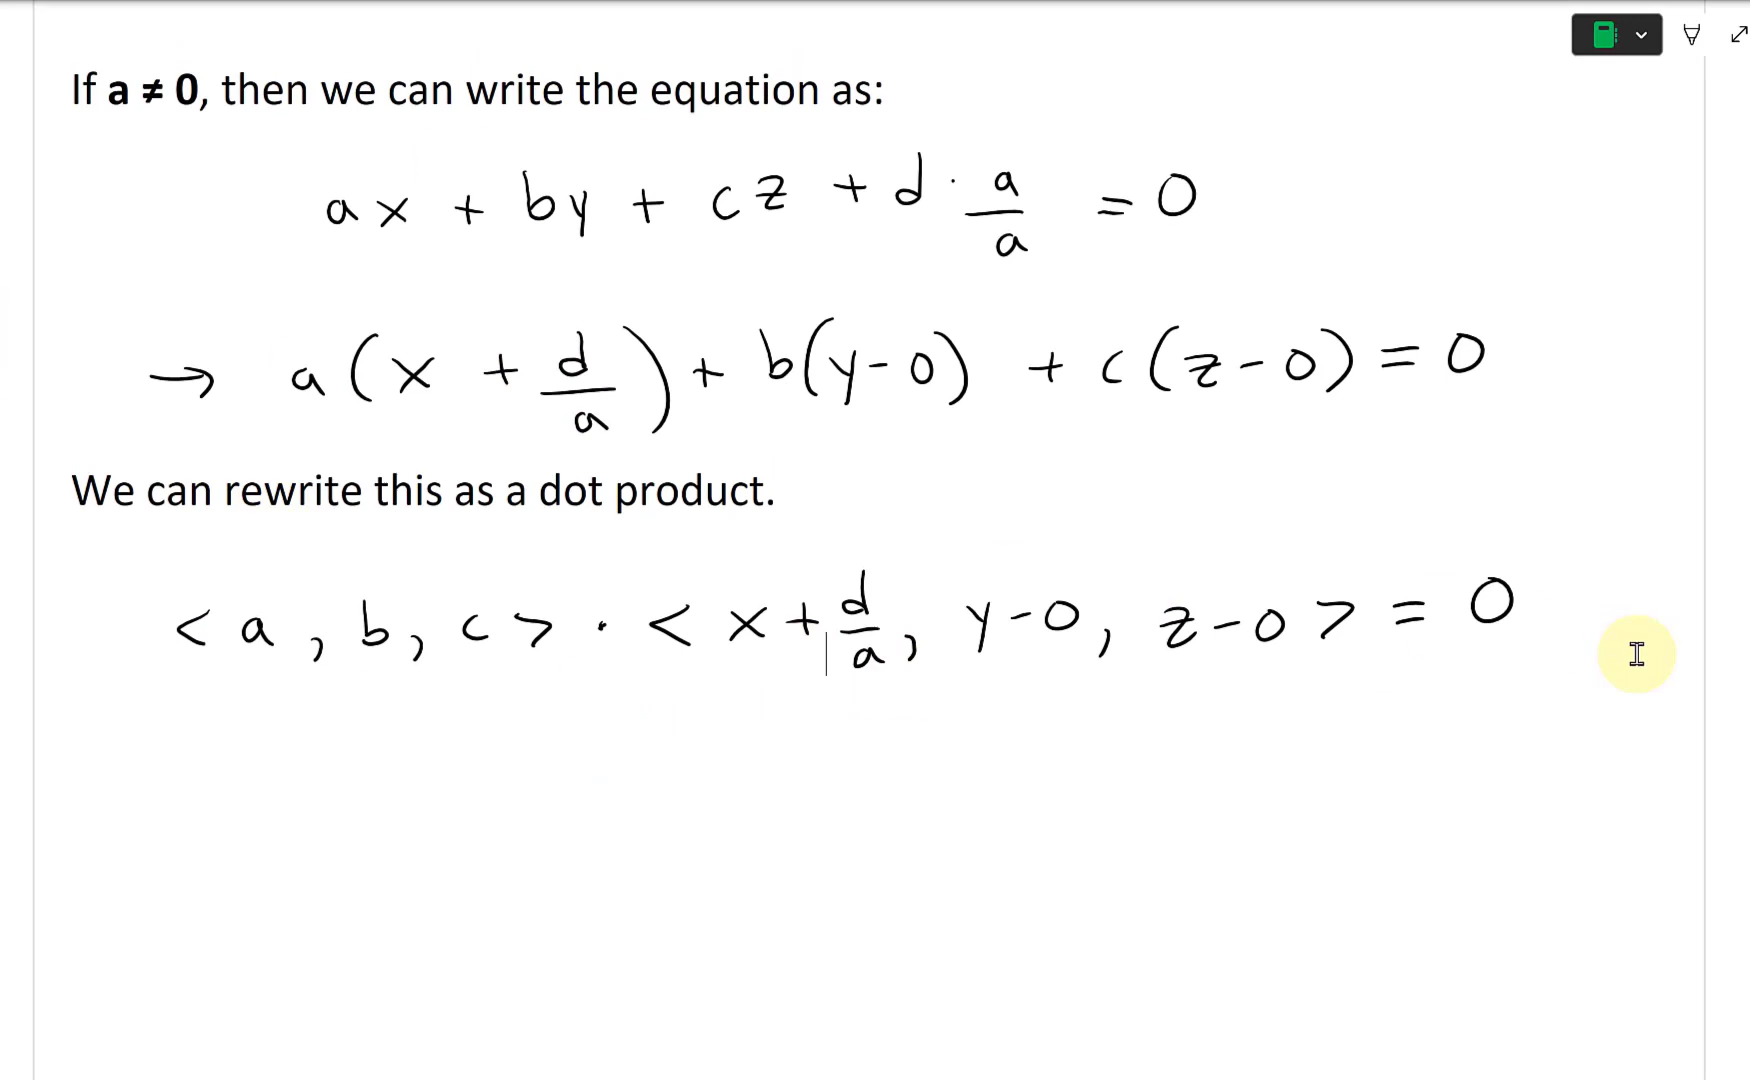 If a ≠ 0, then we can write the equation as:
ax + by + cz + d · a/a = 0
→ a(x + d/a) + b(y-0) + c(z-0) = 0
We can rewrite this as a dot product.
<a, b, c> · <x + d/a, y-0, z-0> = 0